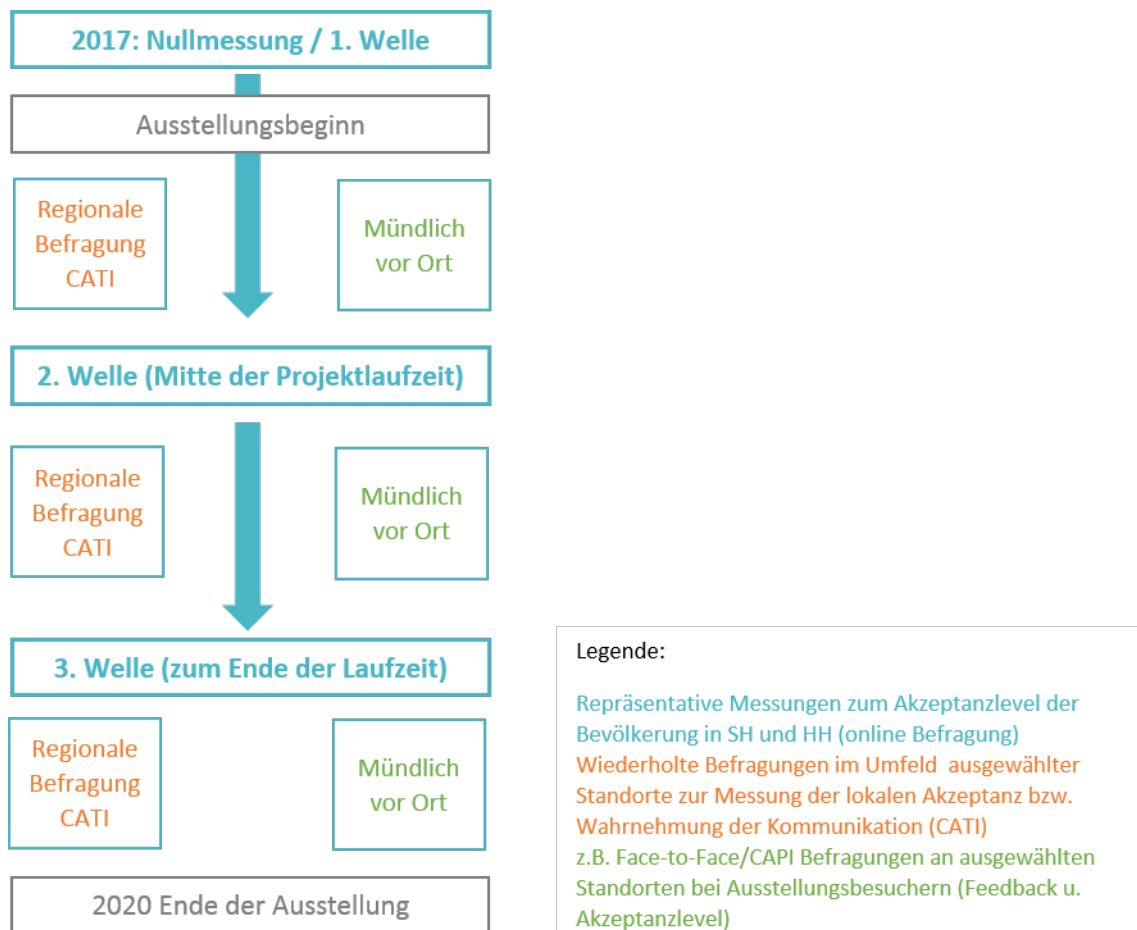 2017: Nullmessung / 1. Welle
Ausstellungsbeginn
Regionale
Befragung
CATI
Mündlich
vor Ort
2. Welle (Mitte der Projektlaufzeit)
Regionale
Befragung
CATI
Mündlich
vor Ort
3. Welle (zum Ende der Laufzeit)
Regionale
Befragung
CATI
Mündlich
vor Ort
2020 Ende der Ausstellung
Legende:
Repräsentative Messungen zum Akzeptanzlevel der
Bevölkerung in SH und HH (online Befragung)
Wiederholte Befragungen im Umfeld ausgewählter
Standorte zur Messung der lokalen Akzeptanz bzw.
Wahrnehmung der Kommunikation (CATI)
z.B. Face-to-Face/CAPI Befragungen an ausgewählten
Standorten bei Ausstellungsbesuchern (Feedback u.
Akzeptanzlevel)